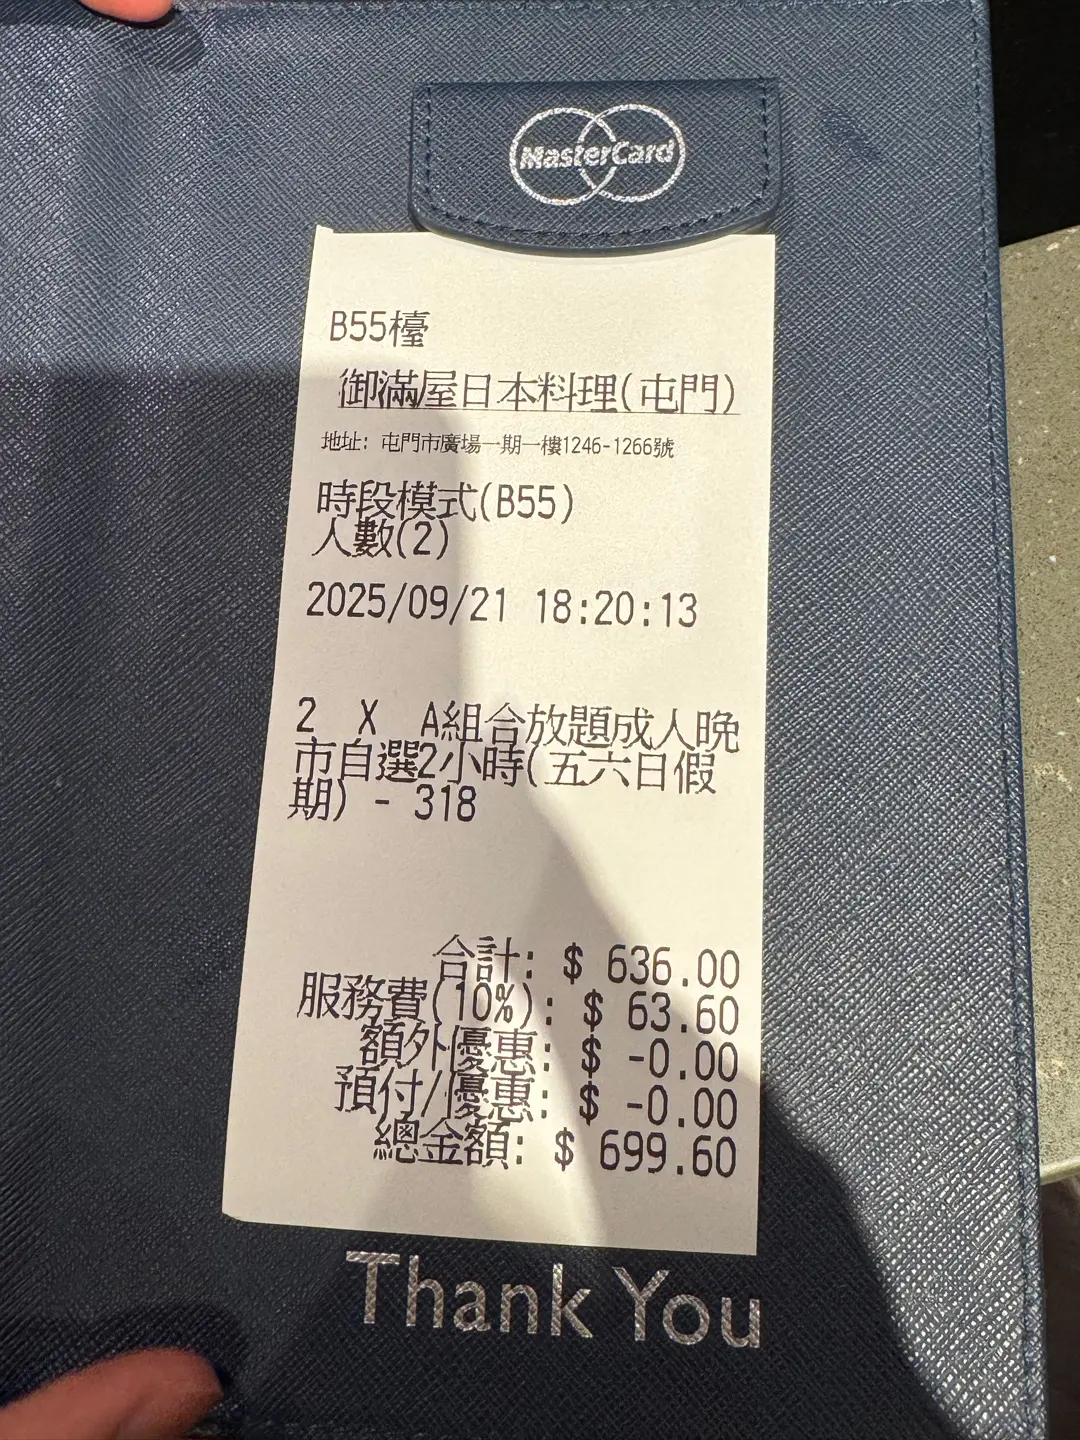 MasterCard
B55檯
御滿屋日本料理(屯門)
地址: 屯門市廣場一期一樓1246-1266號
時段模式(B55)
人數(2)
2025/09/21 18:20:13
2 X A組合放題成人晚
市自選2小時(五六日假
期) - 318
合計: $ 636.00
服務費(10%): $ 63.60
額外優惠: $ -0.00
預付/優惠: $ -0.00
總金額: $ 699.60
Thank You